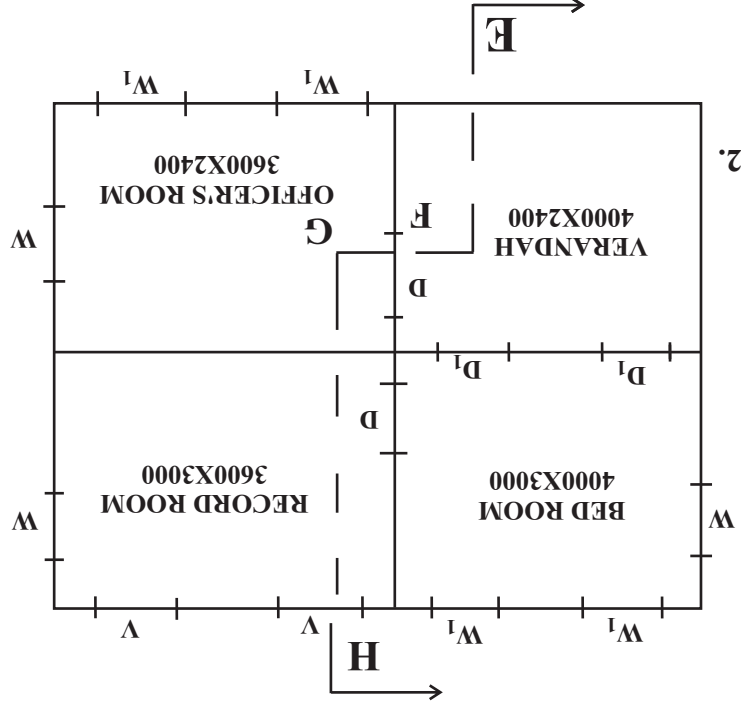 H
W1 W1 V V
W
BED ROOM
4000X3000
RECORD ROOM
3600X3000
W
D
D1 D1
D
VERANDAH
4000X2400
F
G
W
OFFICER'S ROOM
3600X2400
2.
W1 W1
E